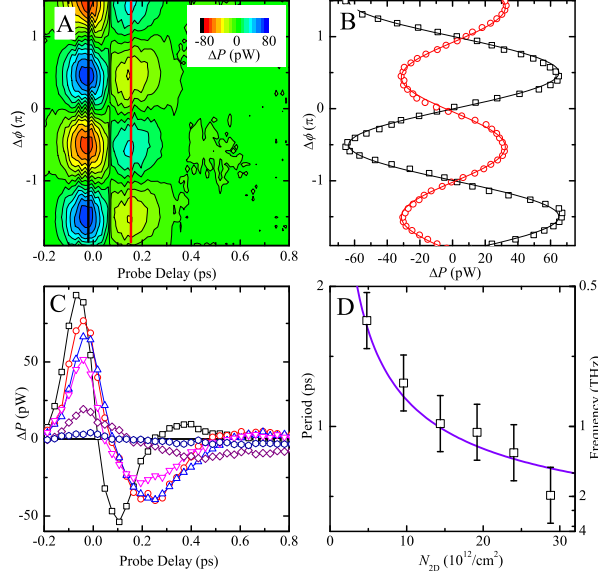 A
-80 0 80
ΔP (pW)
1
0
-1
Δϕ (π)
-0.2 0.0 0.2 0.4 0.6 0.8
Probe Delay (ps)
B
1
0
-1
Δϕ (π)
-60 -40 -20 0 20 40 60
ΔP (pW)
C
50
0
-50
ΔP (pW)
-0.2 0.0 0.2 0.4 0.6 0.8
Probe Delay (ps)
D
2
1
Period (ps)
0.5
1
2
4
Frequency (THz)
0 10 20 30
N2D (10¹²/cm²)